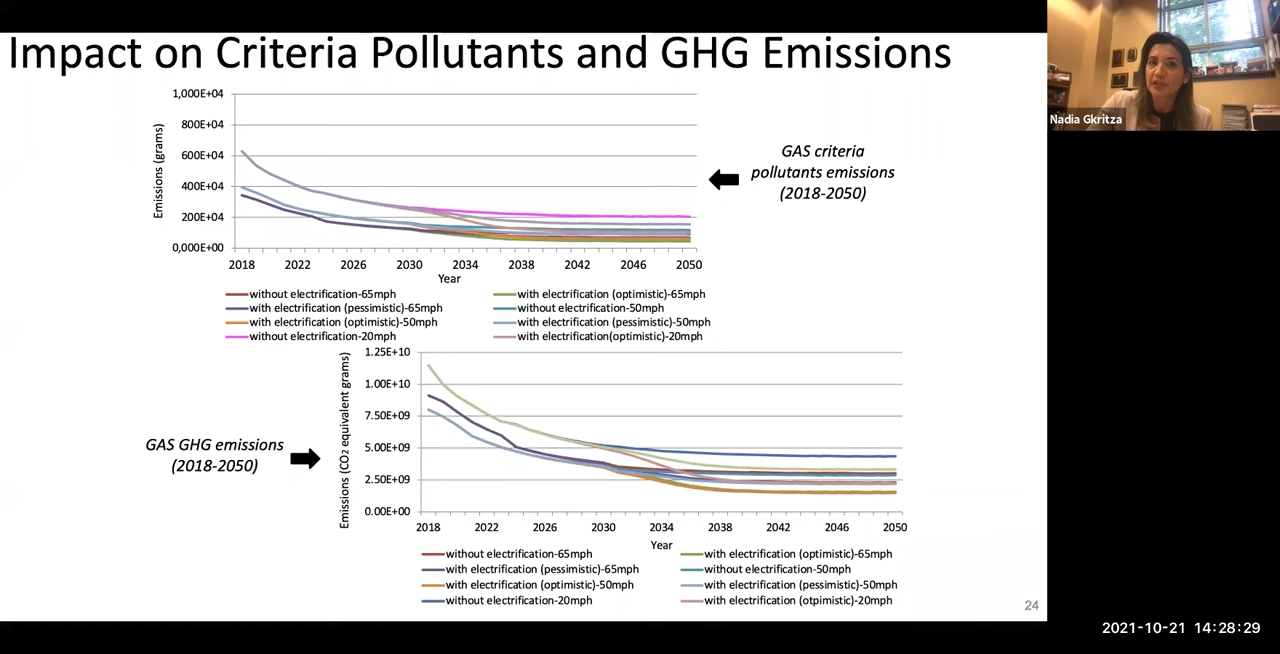 Impact on Criteria Pollutants and GHG Emissions
Nadia Gkritza
1,000E+04
800E+04
600E+04
400E+04
200E+04
0,000E+00
Emissions (grams)
2018 2022 2026 2030 2034 2038 2042 2046 2050
Year
GAS criteria
pollutants emissions
(2018-2050)
without electrification-65mph
with electrification (optimistic)-65mph
with electrification (pessimistic)-65mph
without electrification-50mph
with electrification (optimistic)-50mph
with electrification (pessimistic)-50mph
without electrification-20mph
with electrification(optimistic)-20mph
GAS GHG emissions
(2018-2050)
1.25E+10
1.00E+10
7.50E+09
5.00E+09
2.50E+09
0.00E+00
Emissions (CO2 equivalent grams)
2018 2022 2026 2030 2034 2038 2042 2046 2050
Year
without electrification-65mph
with electrification (optimistic)-65mph
with electrification (pessimistic)-65mph
without electrification-50mph
with electrification (optimistic)-50mph
with electrification (pessimistic)-50mph
without electrification-20mph
with electrification (otpimistic)-20mph
24
2021-10-21 14:28:29